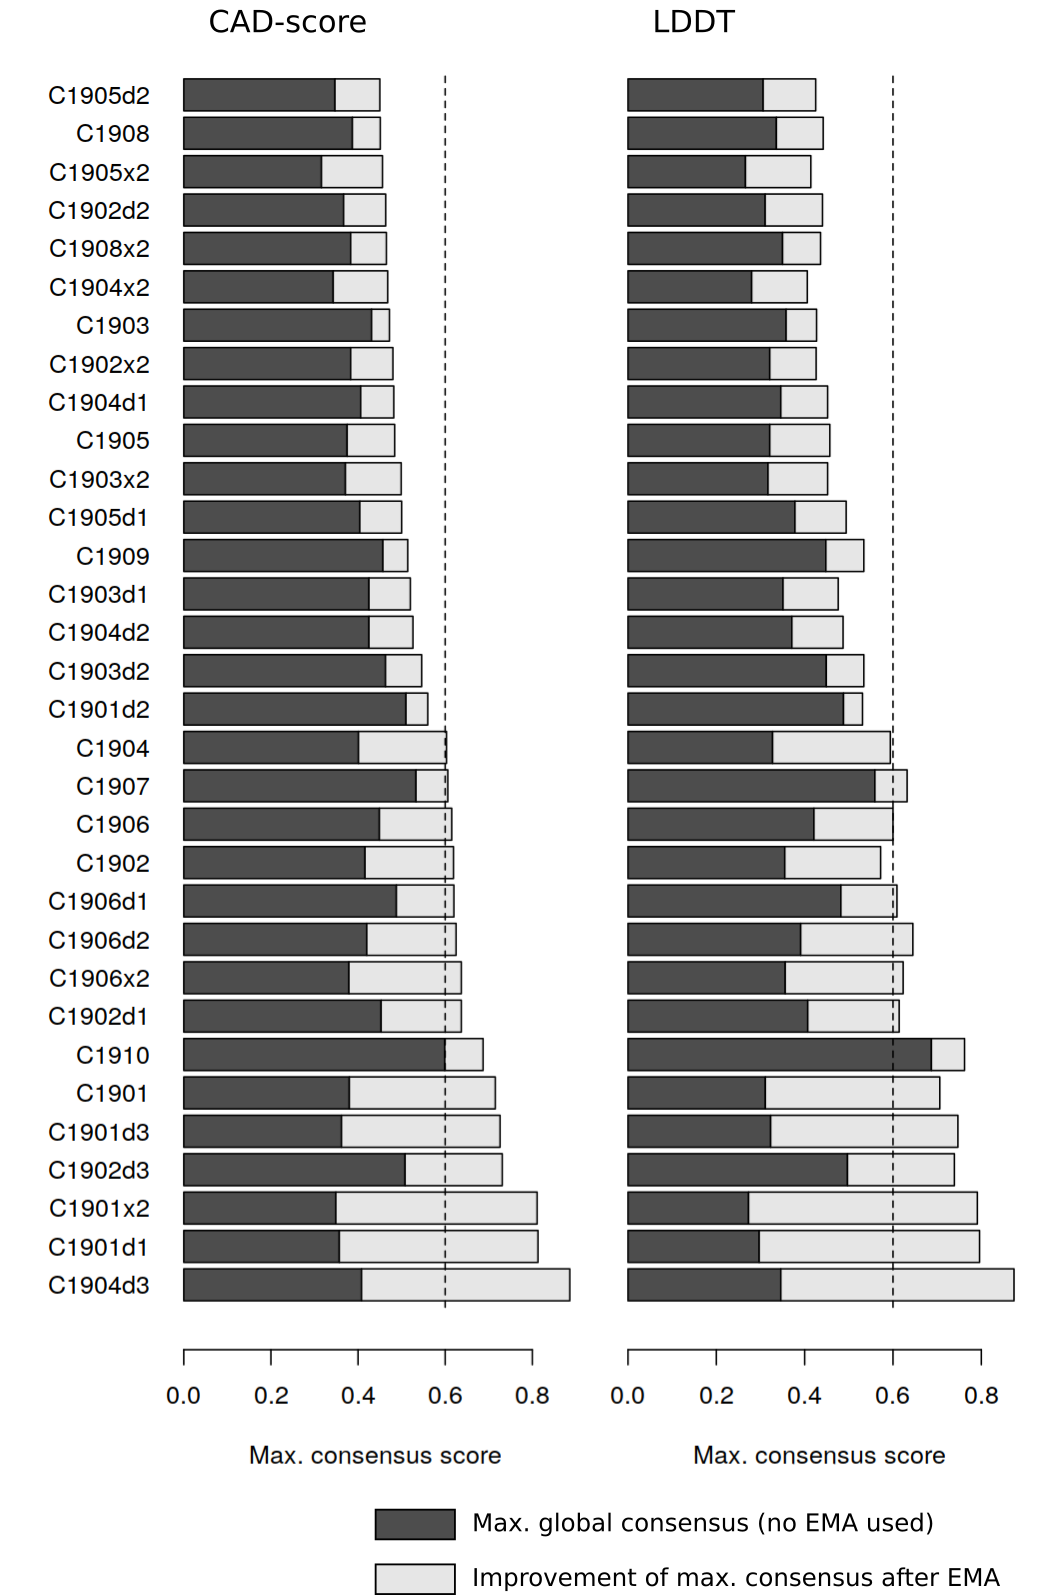 CAD-score LDDT
C1905d2
C1908
C1905x2
C1902d2
C1908x2
C1904x2
C1903
C1902x2
C1904d1
C1905
C1903x2
C1905d1
C1909
C1903d1
C1904d2
C1903d2
C1901d2
C1904
C1907
C1906
C1902
C1906d1
C1906d2
C1906x2
C1902d1
C1910
C1901
C1901d3
C1902d3
C1901x2
C1901d1
C1904d3
0.0 0.2 0.4 0.6 0.8 0.0 0.2 0.4 0.6 0.8
Max. consensus score Max. consensus score
Max. global consensus (no EMA used)
Improvement of max. consensus after EMA